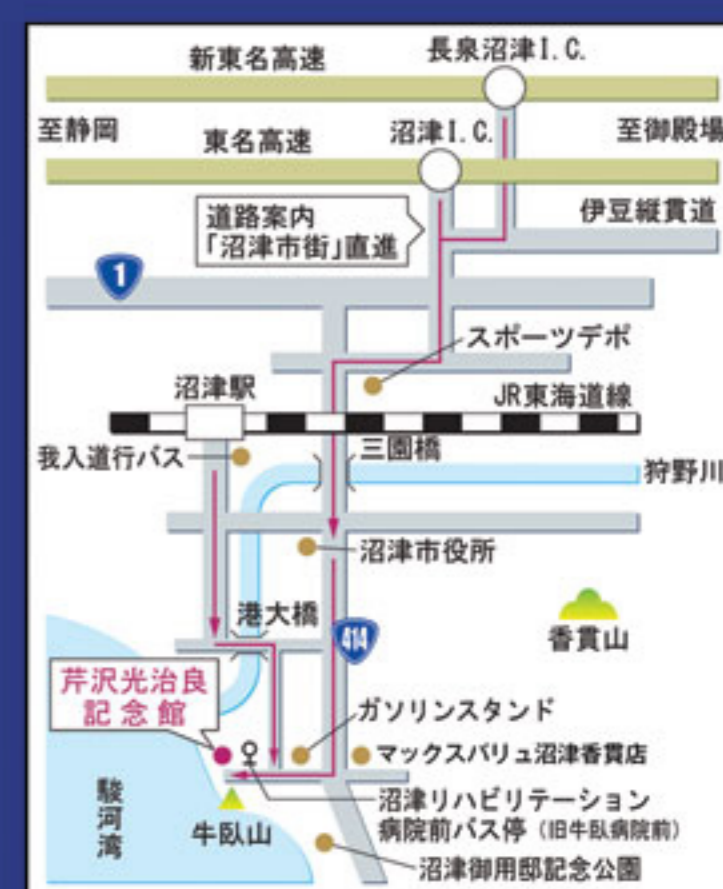 長泉沼津I.C.
新東名高速
至静岡
東名高速
沼津I.C.
至御殿場
道路案内
「沼津市街」直進
伊豆縦貫道
1
スポーツデポ
沼津駅
JR東海道線
我入道行バス
三園橋
狩野川
沼津市役所
港大橋
414
香貫山
芹沢光治良
記念館
ガソリンスタンド
マックスバリュ沼津香貫店
駿河湾
牛臥山
沼津リハビリテーション
病院前バス停（旧牛臥病院前）
沼津御用邸記念公園